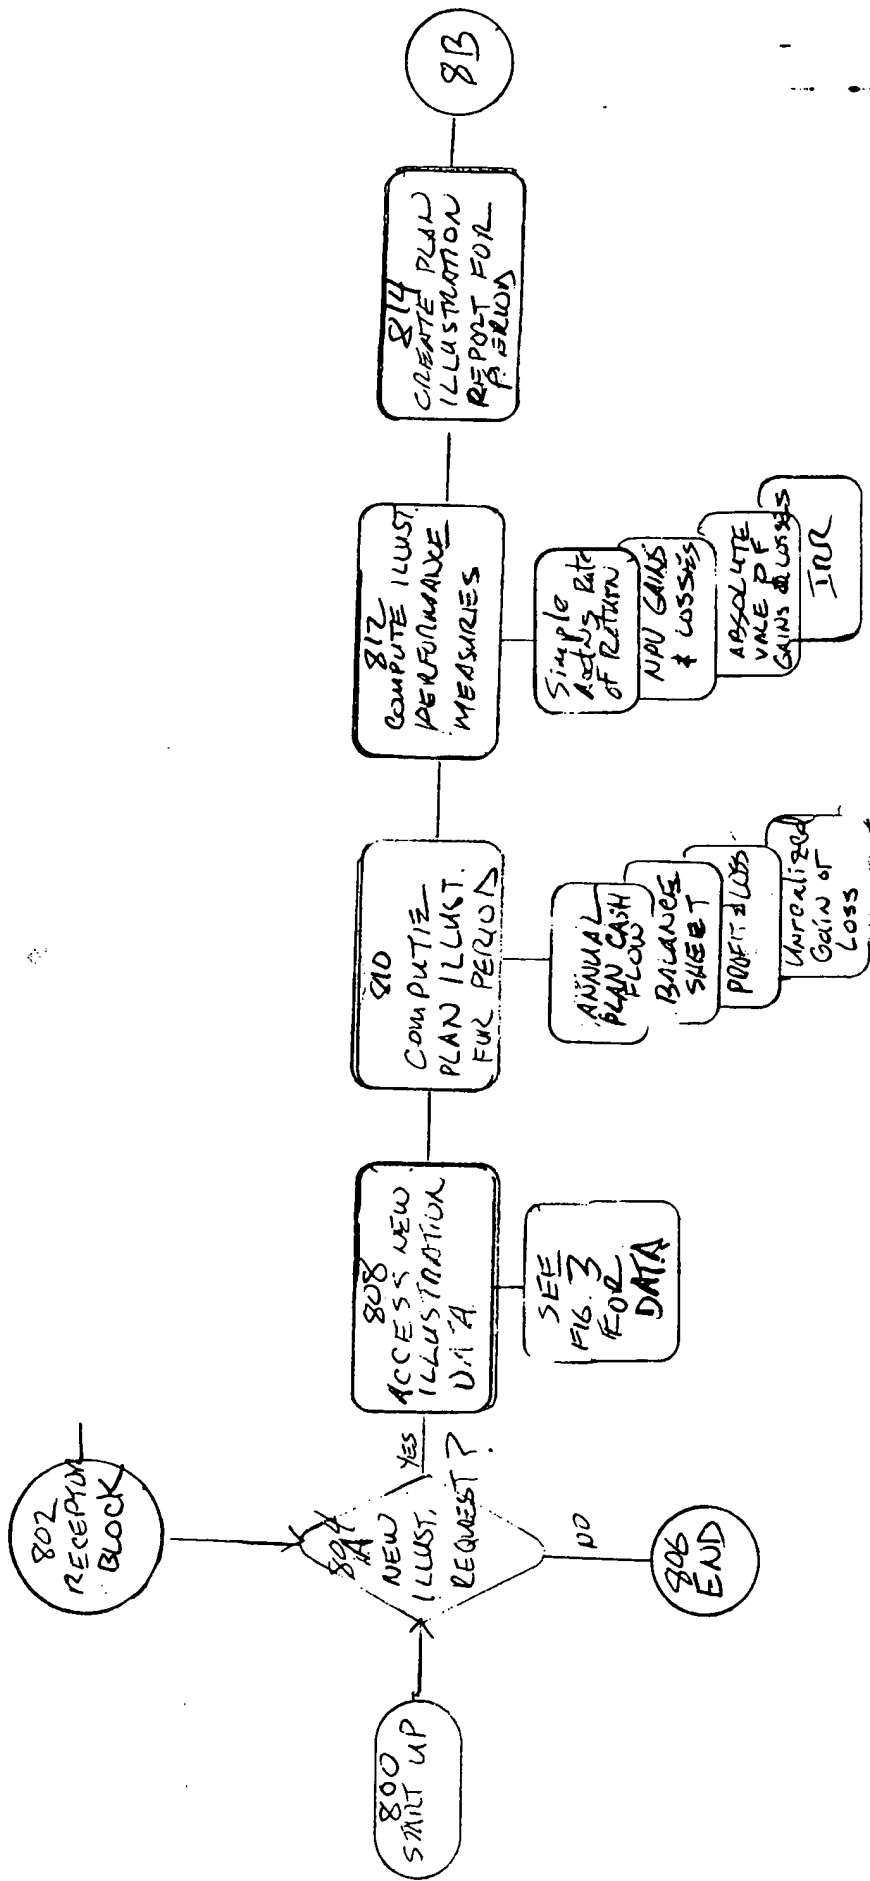 802
RECEPTOR
BLOCK
800
START UP
804
A
NEW
ILLUST.
REQUEST?
YES
NO
806
END
808
ACCESS NEW
ILLUSTRATION
DATA
SEE
FIG. 3
FOR
DATA
810
COMPUTE
PLAN ILLUST.
FOR PERIOD
ANNUAL
PLAN CASH
FLOW
BALANCE
SHEET
PROFIT & LOSS
Unrealized
Gain or
Loss
812
COMPUTE ILLUST.
PERFORMANCE
MEASURES
Simple
Acctng Rate
of Return
NPV GAINS
& LOSSES
ABSOLUTE
VALE OF
GAINS & LOSSES
IRR
814
CREATE PLAN
ILLUSTRATION
REPORT FOR
PERIOD
8B